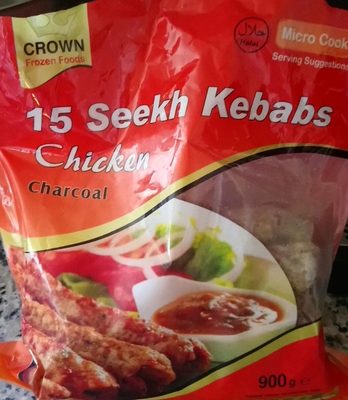 CROWN
Frozen Foods
حلال
Halal
Micro Cook
Serving Suggestions
15 Seekh Kebabs
Chicken
Charcoal
900g e